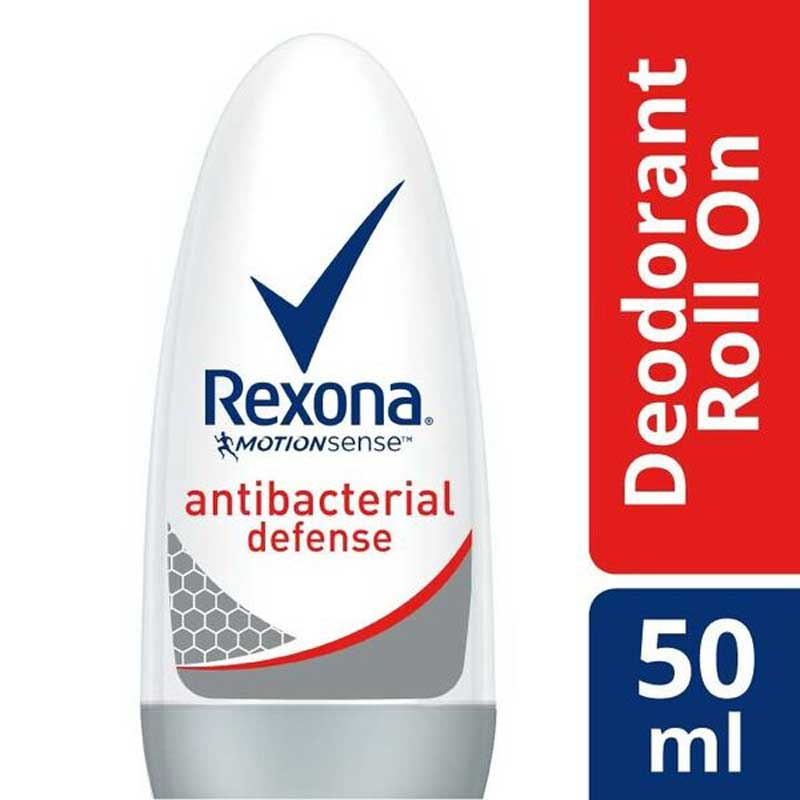 Rexona®
MOTIONsense™
antibacterial
defense
Deodorant
Roll On
50
ml